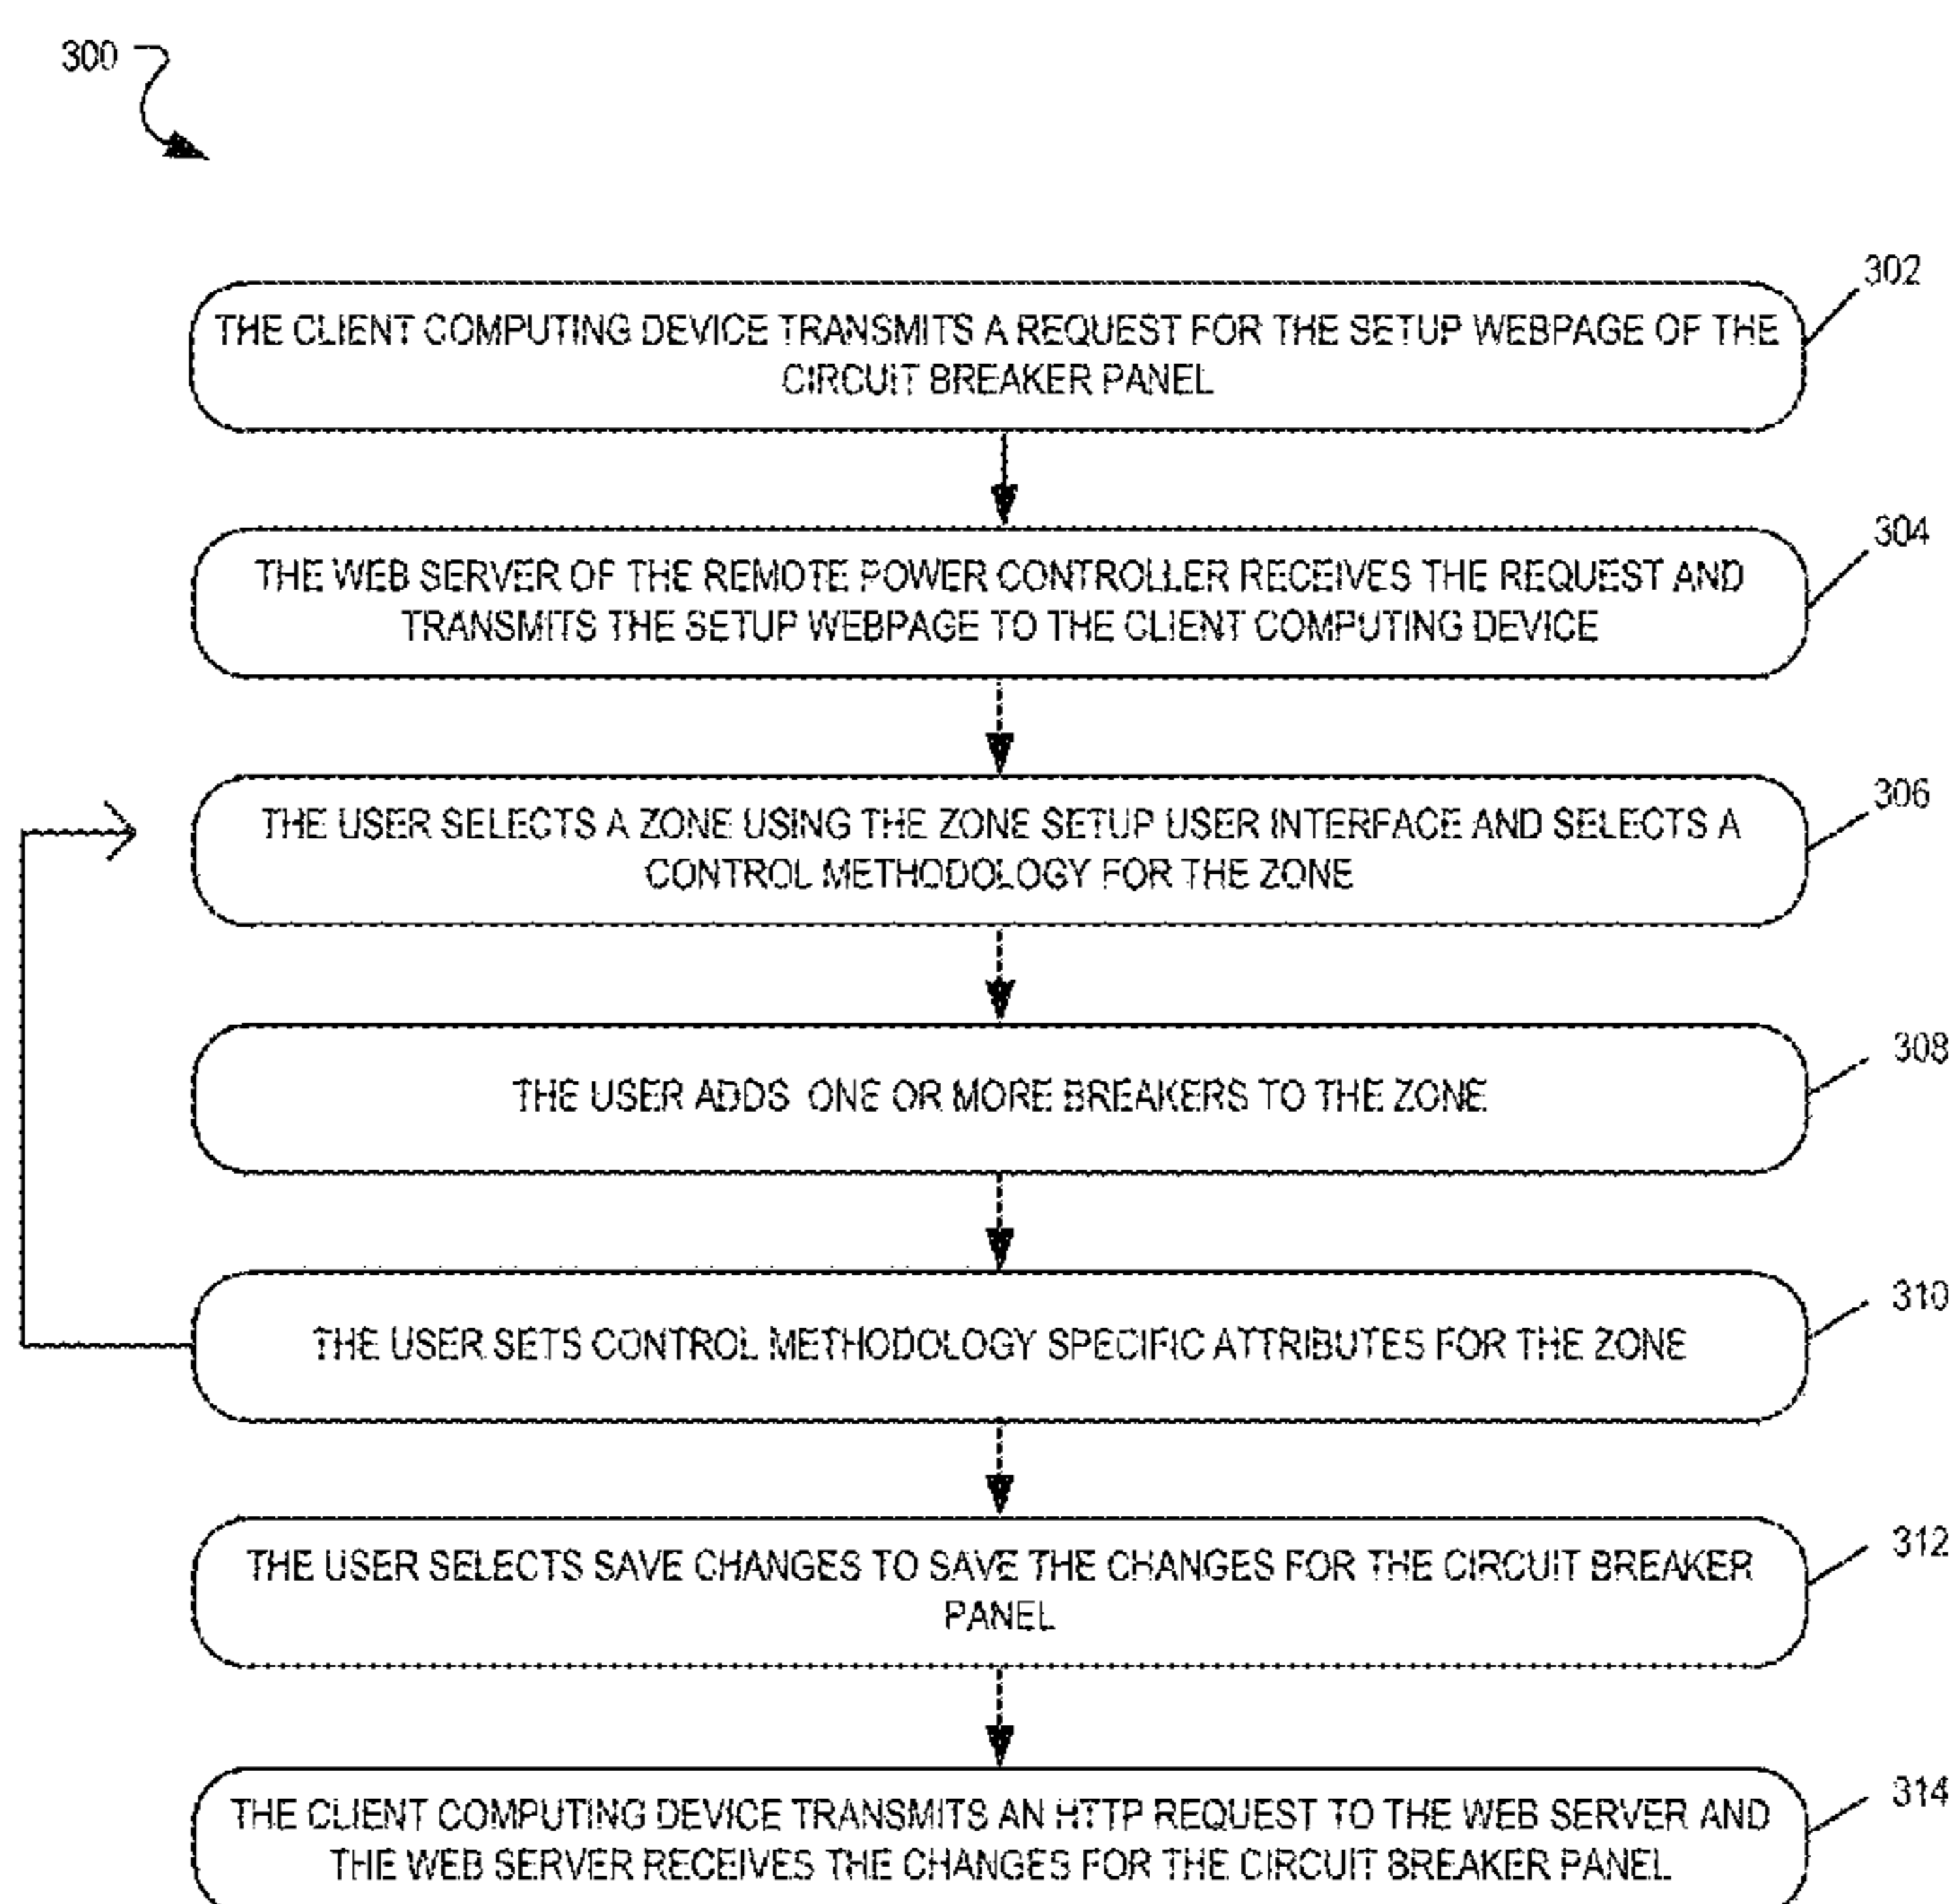 300
302
THE CLIENT COMPUTING DEVICE TRANSMITS A REQUEST FOR THE SETUP WEBPAGE OF THE
CIRCUIT BREAKER PANEL
304
THE WEB SERVER OF THE REMOTE POWER CONTROLLER RECEIVES THE REQUEST AND
TRANSMITS THE SETUP WEBPAGE TO THE CLIENT COMPUTING DEVICE
306
THE USER SELECTS A ZONE USING THE ZONE SETUP USER INTERFACE AND SELECTS A
CONTROL METHODOLOGY FOR THE ZONE
308
THE USER ADDS ONE OR MORE BREAKERS TO THE ZONE
310
THE USER SETS CONTROL METHODOLOGY SPECIFIC ATTRIBUTES FOR THE ZONE
312
THE USER SELECTS SAVE CHANGES TO SAVE THE CHANGES FOR THE CIRCUIT BREAKER
PANEL
314
THE CLIENT COMPUTING DEVICE TRANSMITS AN HTTP REQUEST TO THE WEB SERVER AND
THE WEB SERVER RECEIVES THE CHANGES FOR THE CIRCUIT BREAKER PANEL